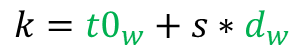 k = t0_w + s * d_w